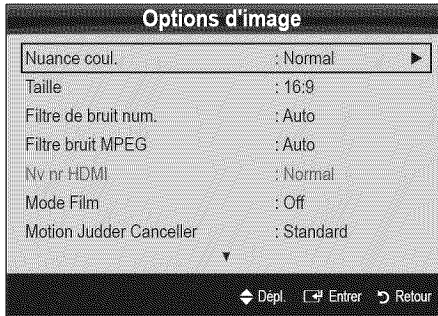 Options d'image
Nuance coul. : Normal
Taille : 16:9
Filtre de bruit num. : Auto
Filtre bruit MPEG : Auto
Nv nr HDMI : Normal
Mode Film : Off
Motion Judder Canceller : Standard
Dépl. Entrer Retour